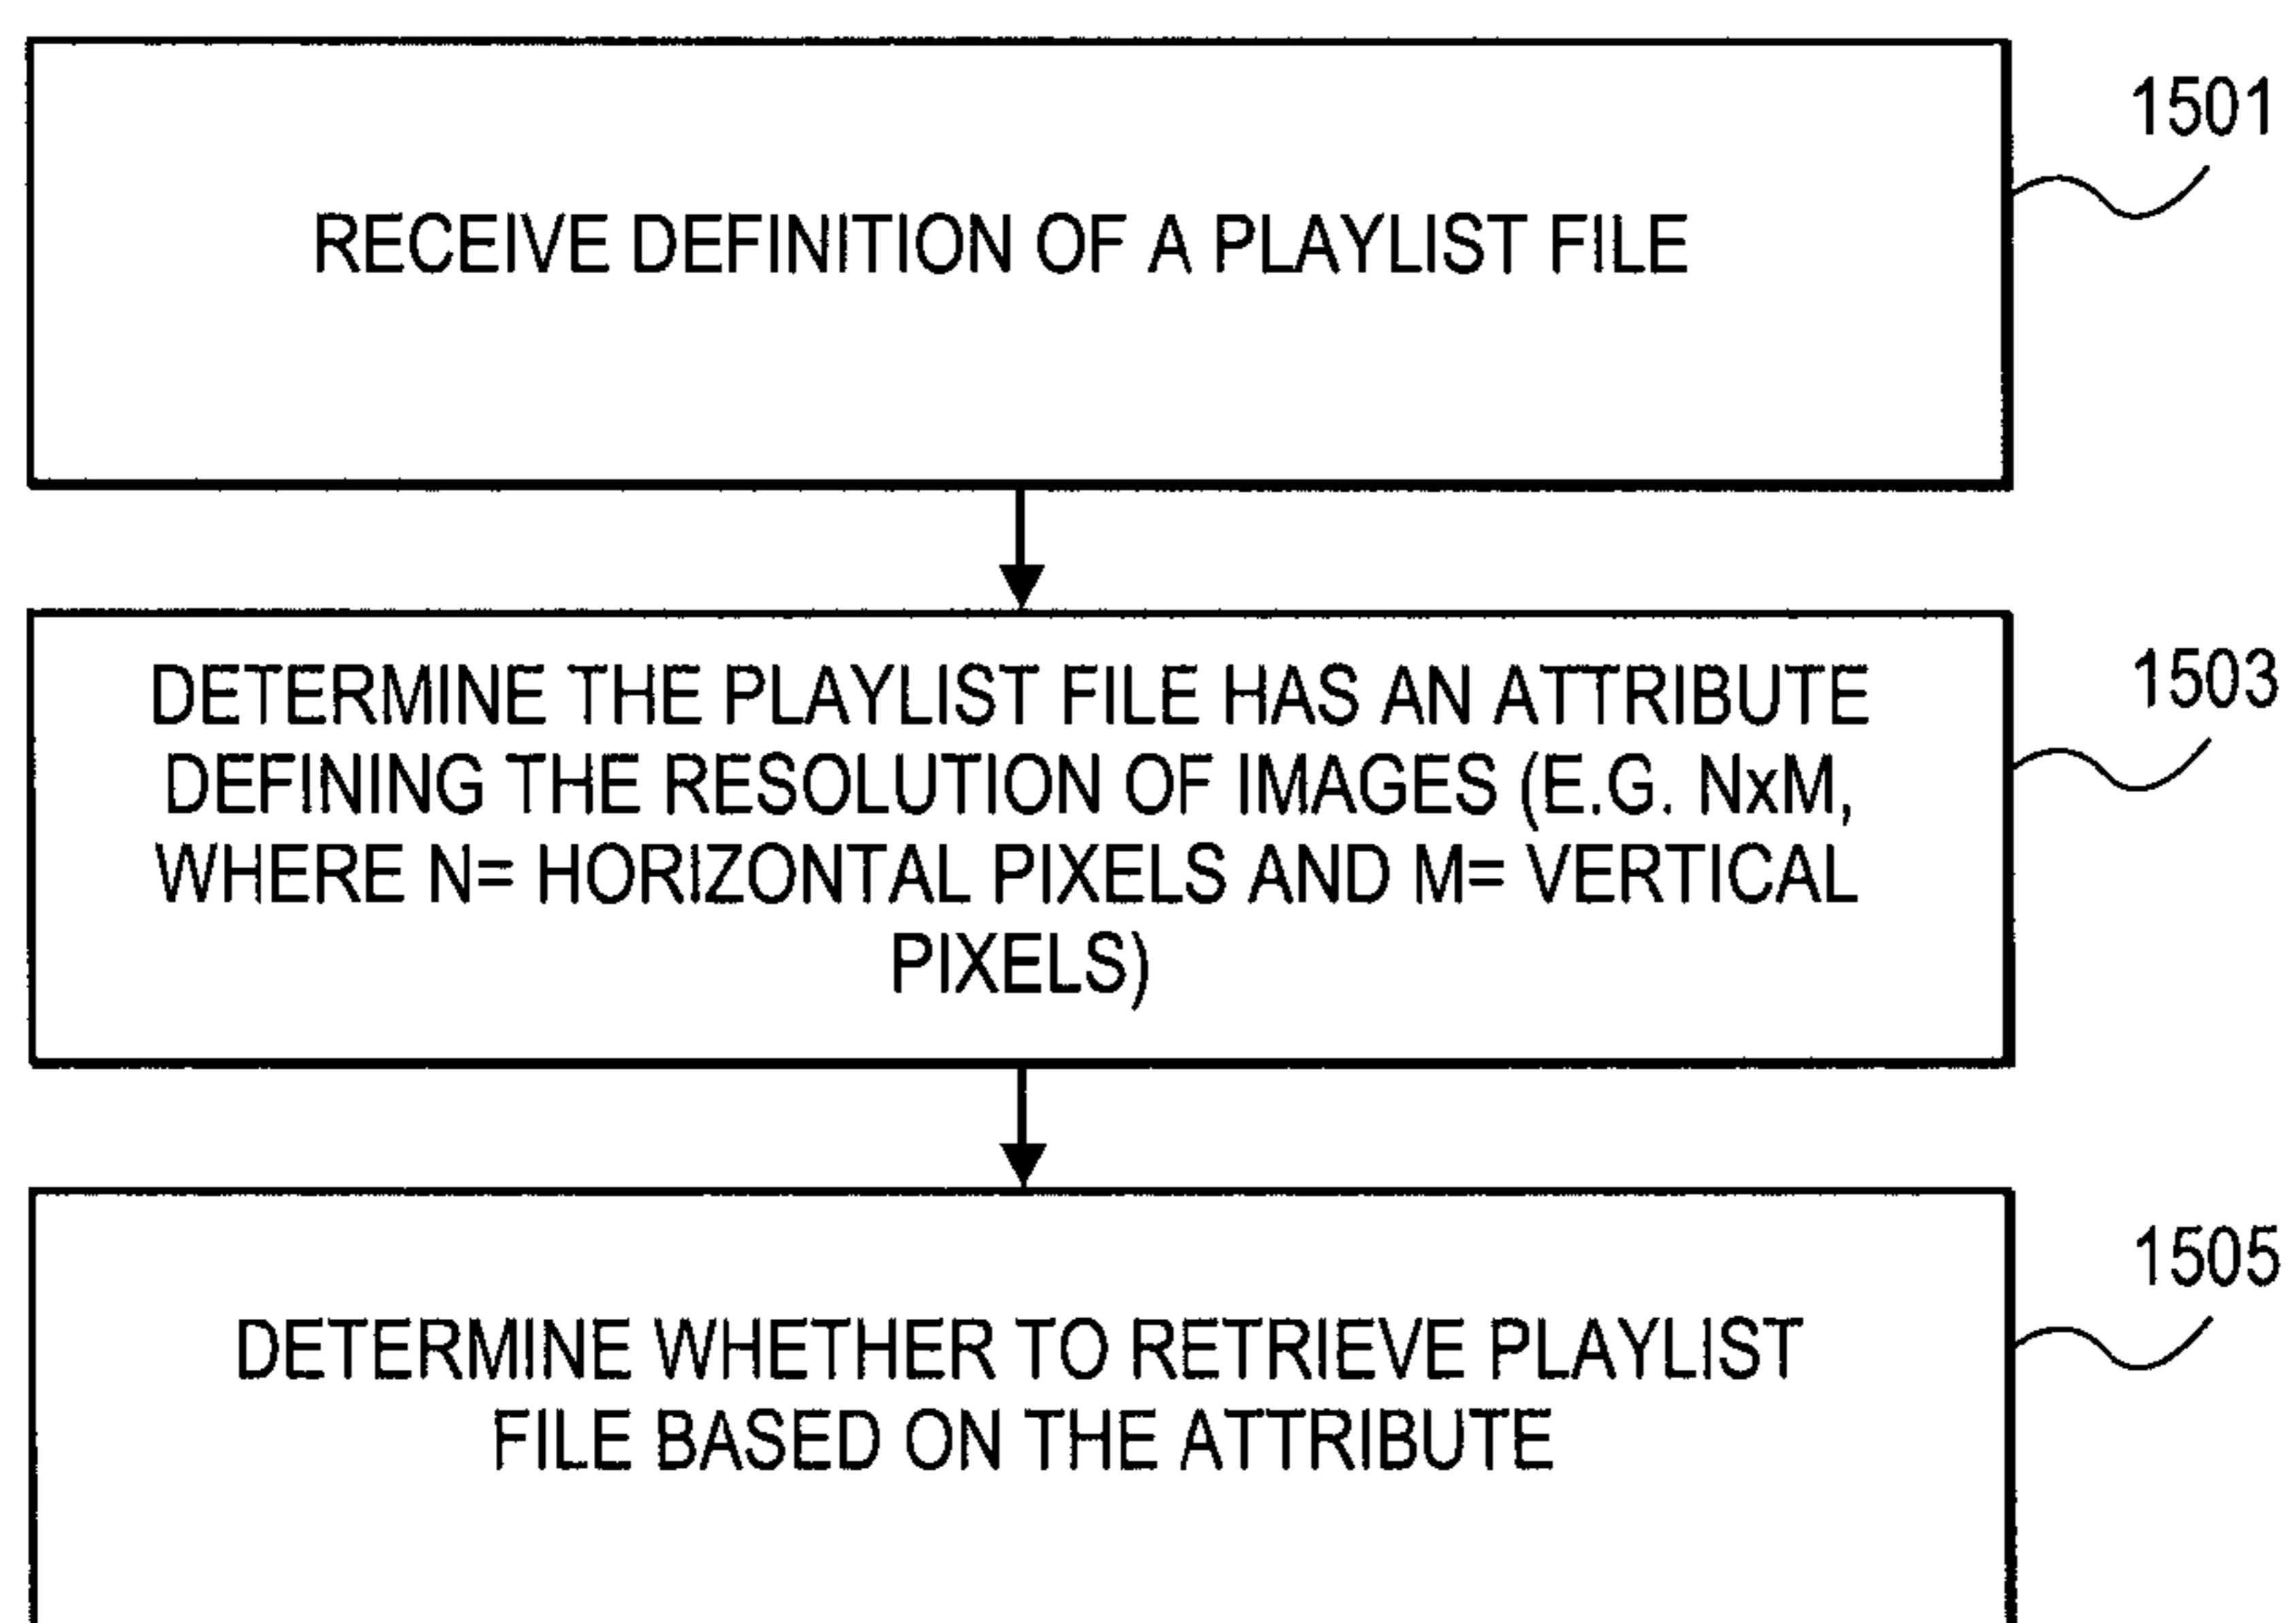 1501
RECEIVE DEFINITION OF A PLAYLIST FILE
1503
DETERMINE THE PLAYLIST FILE HAS AN ATTRIBUTE
DEFINING THE RESOLUTION OF IMAGES (E.G. NxM,
WHERE N= HORIZONTAL PIXELS AND M= VERTICAL
PIXELS)
1505
DETERMINE WHETHER TO RETRIEVE PLAYLIST
FILE BASED ON THE ATTRIBUTE